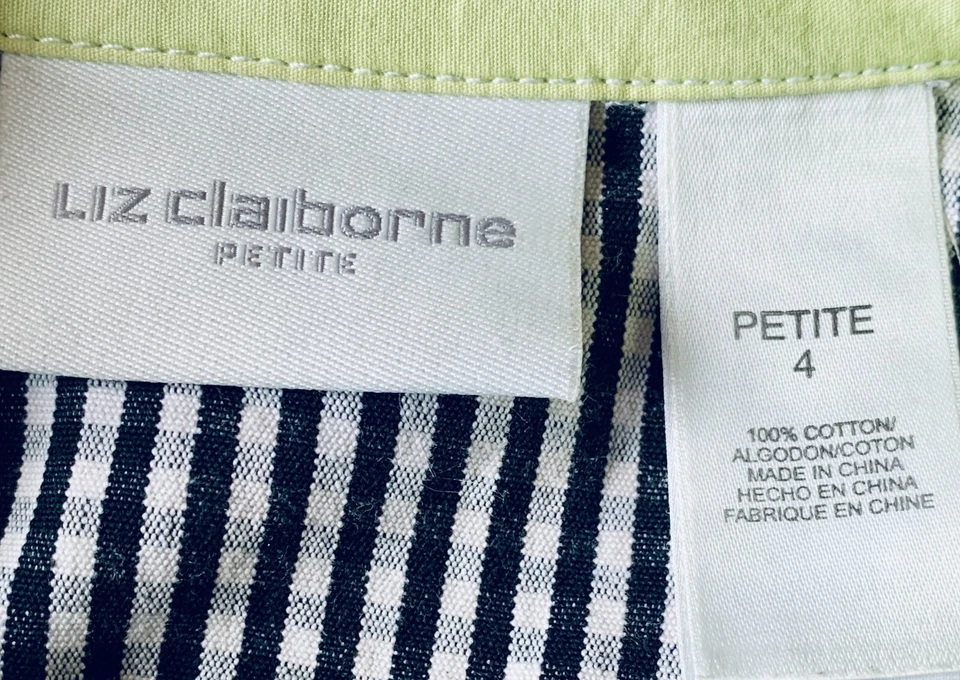 Liz claiborne
PETITE
PETITE
4
100% COTTON/
ALGODON/COTON
MADE IN CHINA
HECHO EN CHINA
FABRIQUE EN CHINE